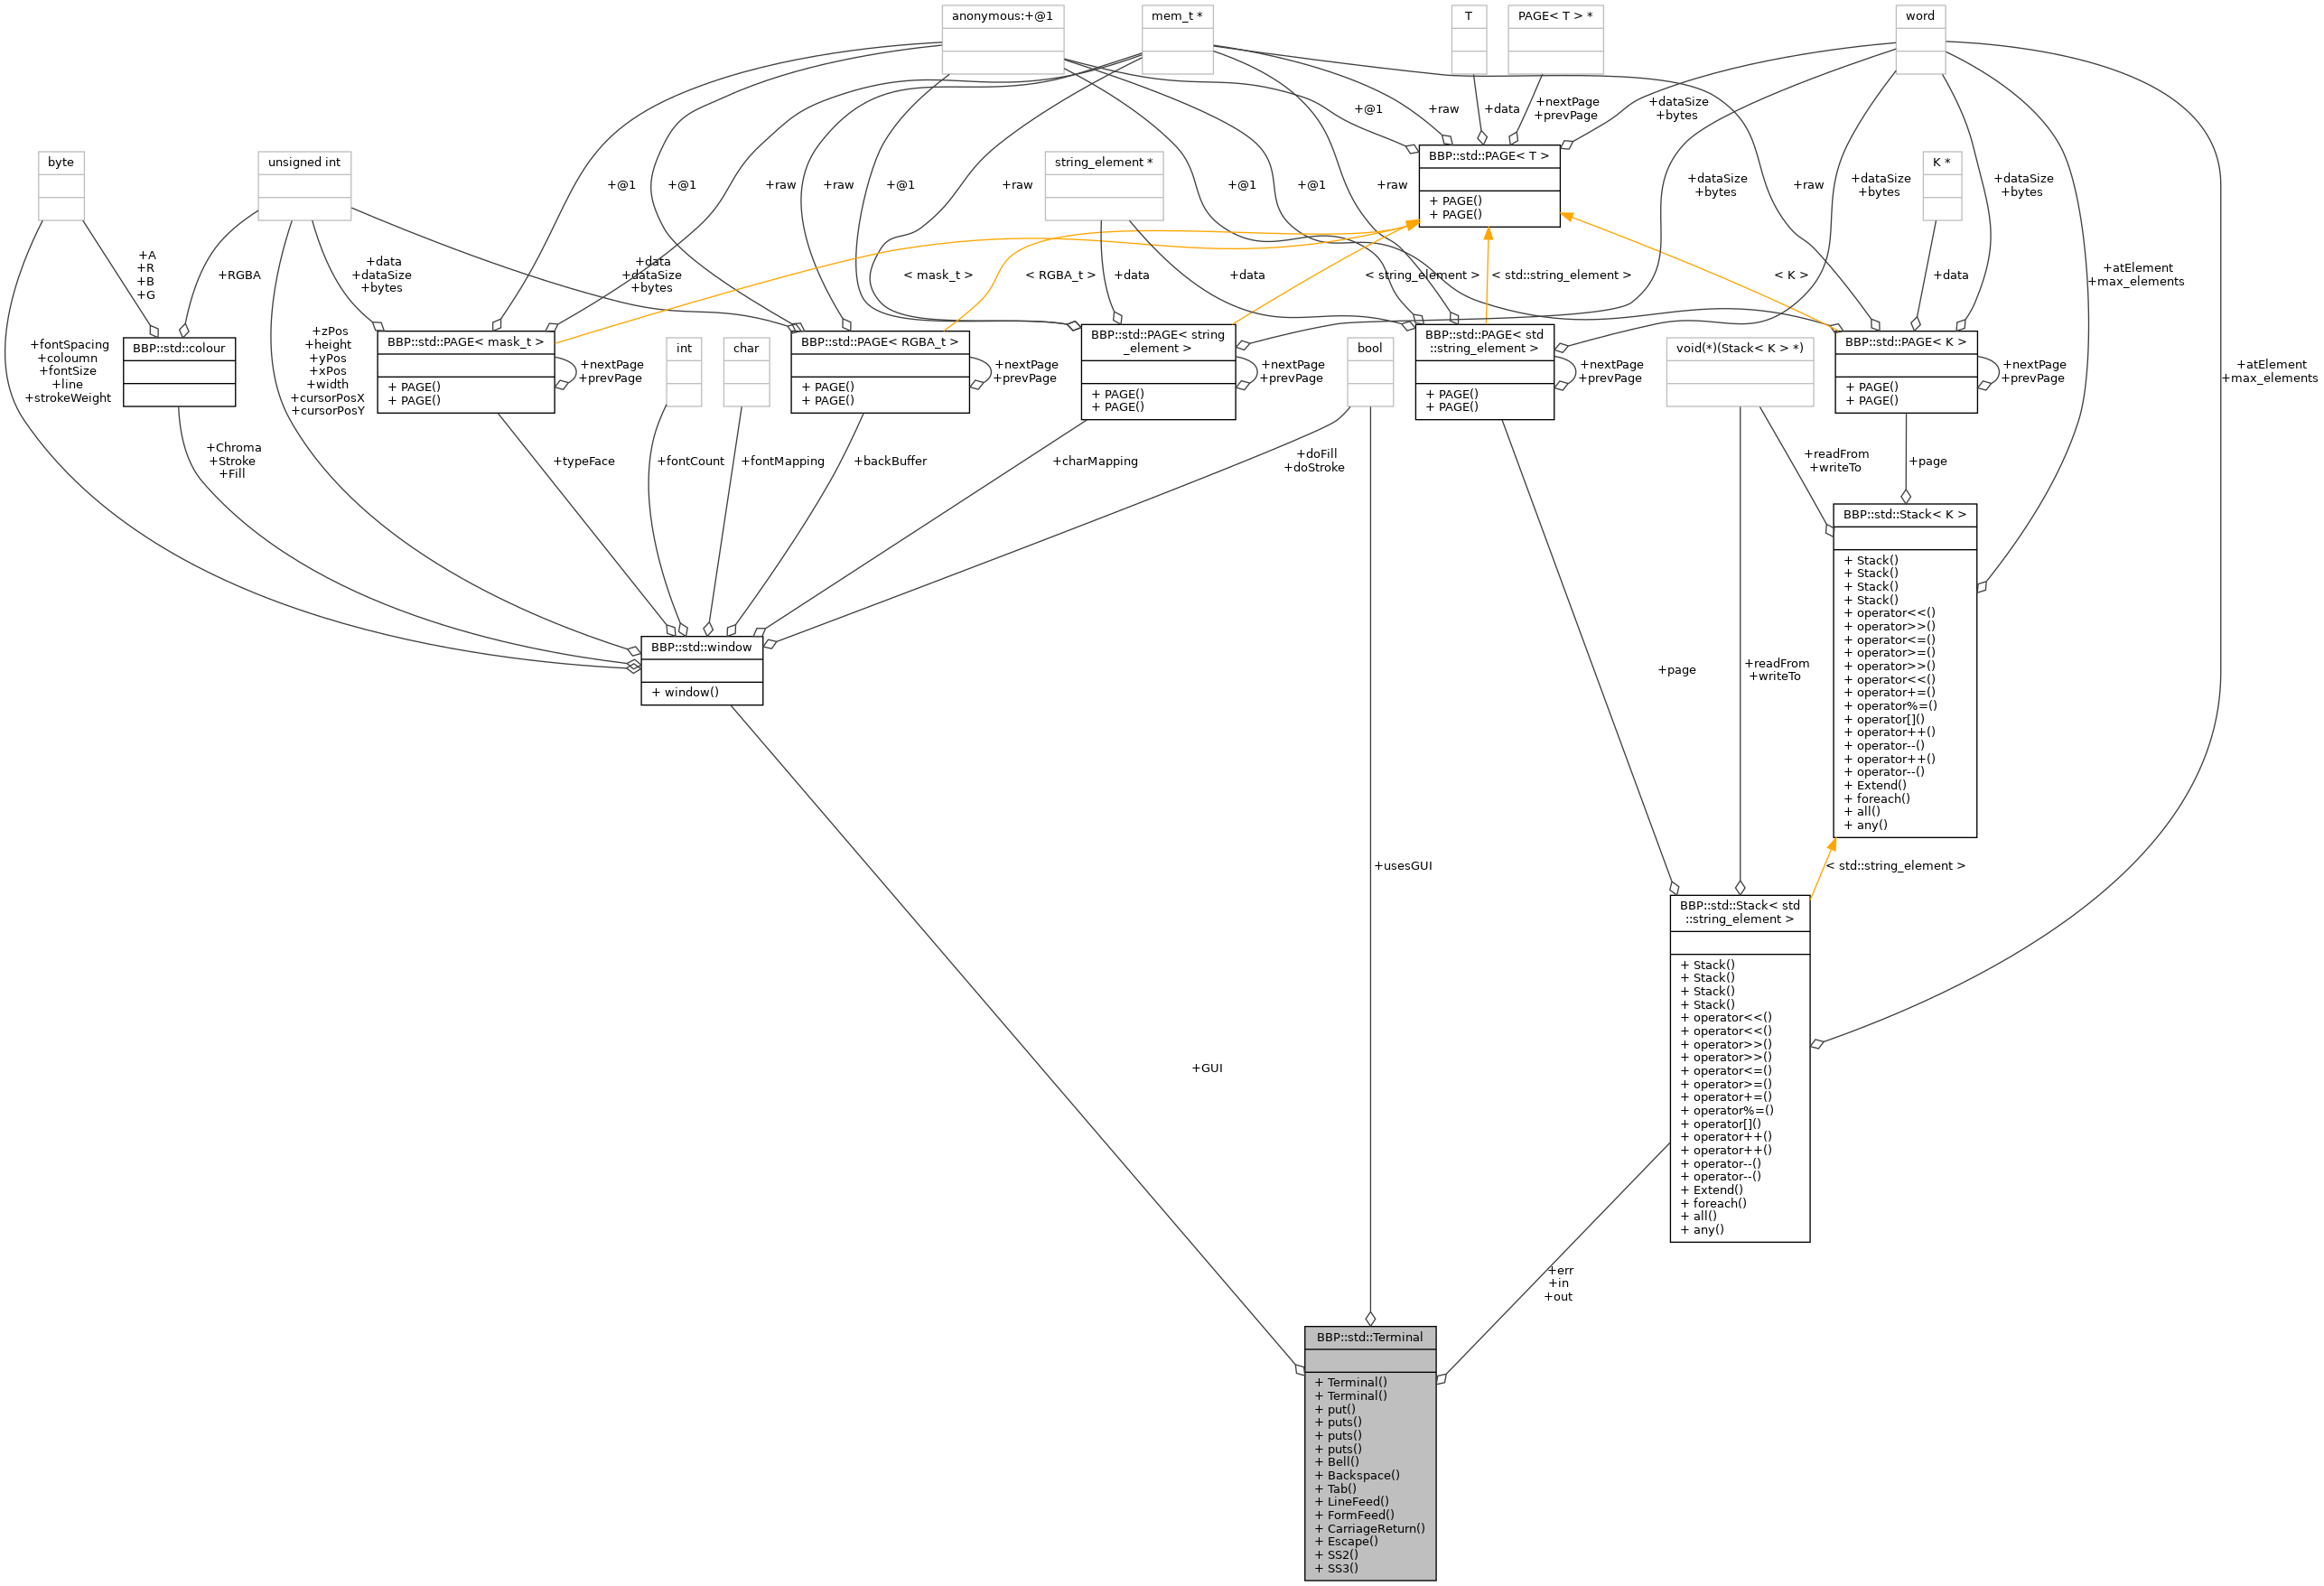 anonymous:+@1
mem_t *
T
PAGE< T > *
word
+@1
+raw
+data
+nextPage
+prevPage
+dataSize
+bytes
byte
unsigned int
string_element *
BBP::std::PAGE< T >
+ PAGE()
+ PAGE()
K *
+@1
+@1
+raw
+raw
+@1
+raw
+@1
+@1
+raw
+dataSize
+bytes
+raw
+dataSize
+bytes
+dataSize
+bytes
+A
+R
+B
+G
+RGBA
+data
+dataSize
+bytes
+data
+dataSize
+bytes
< mask_t >
< RGBA_t >
+data
+data
< string_element >
< std::string_element >
< K >
+data
+atElement
+max_elements
+fontSpacing
+coloumn
+fontSize
+line
+strokeWeight
BBP::std::colour
+zPos
+height
+yPos
+xPos
+width
+cursorPosX
+cursorPosY
BBP::std::PAGE< mask_t >
+ PAGE()
+ PAGE()
+nextPage
+prevPage
int
char
BBP::std::PAGE< RGBA_t >
+ PAGE()
+ PAGE()
+nextPage
+prevPage
BBP::std::PAGE< string
_element >
+ PAGE()
+ PAGE()
+nextPage
+prevPage
bool
BBP::std::PAGE< std
::string_element >
+ PAGE()
+ PAGE()
+nextPage
+prevPage
void(*)(Stack< K > *)
BBP::std::PAGE< K >
+ PAGE()
+ PAGE()
+nextPage
+prevPage
+atElement
+max_elements
+Chroma
+Stroke
+Fill
+typeFace
+fontCount
+fontMapping
+backBuffer
+charMapping
+doFill
+doStroke
+readFrom
+writeTo
+page
BBP::std::Stack< K >
+ Stack()
+ Stack()
+ Stack()
+ Stack()
+ operator<<()
+ operator>>()
+ operator<=()
+ operator>=()
+ operator>>()
+ operator<<()
+ operator+=()
+ operator%=()
+ operator[]()
+ operator++()
+ operator--()
+ operator++()
+ operator--()
+ Extend()
+ foreach()
+ all()
+ any()
BBP::std::window
+ window()
+page
+readFrom
+writeTo
+usesGUI
< std::string_element >
BBP::std::Stack< std
::string_element >
+ Stack()
+ Stack()
+ Stack()
+ Stack()
+ operator<<()
+ operator<<()
+ operator>>()
+ operator>>()
+ operator<=()
+ operator>=()
+ operator+=()
+ operator%=()
+ operator[]()
+ operator++()
+ operator++()
+ operator--()
+ operator--()
+ Extend()
+ foreach()
+ all()
+ any()
+GUI
+err
+in
+out
BBP::std::Terminal
+ Terminal()
+ Terminal()
+ put()
+ puts()
+ puts()
+ puts()
+ Bell()
+ Backspace()
+ Tab()
+ LineFeed()
+ FormFeed()
+ CarriageReturn()
+ Escape()
+ SS2()
+ SS3()